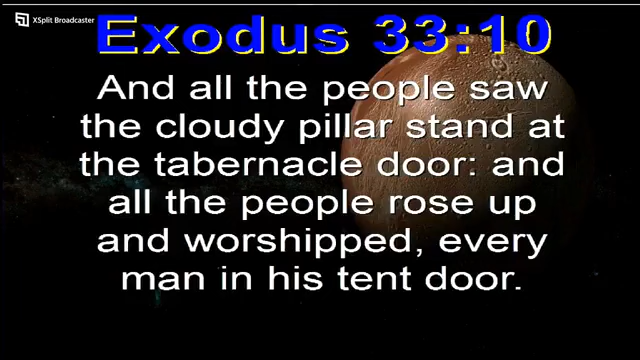 XSplit Broadcaster
Exodus 33:10
And all the people saw
the cloudy pillar stand at
the tabernacle door: and
all the people rose up
and worshipped, every
man in his tent door.